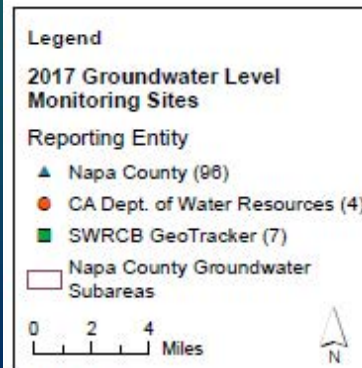 Legend
2017 Groundwater Level
Monitoring Sites
Reporting Entity
Napa County (96)
CA Dept. of Water Resources (4)
SWRCB GeoTracker (7)
Napa County Groundwater
Subareas
0 2 4
Miles
N